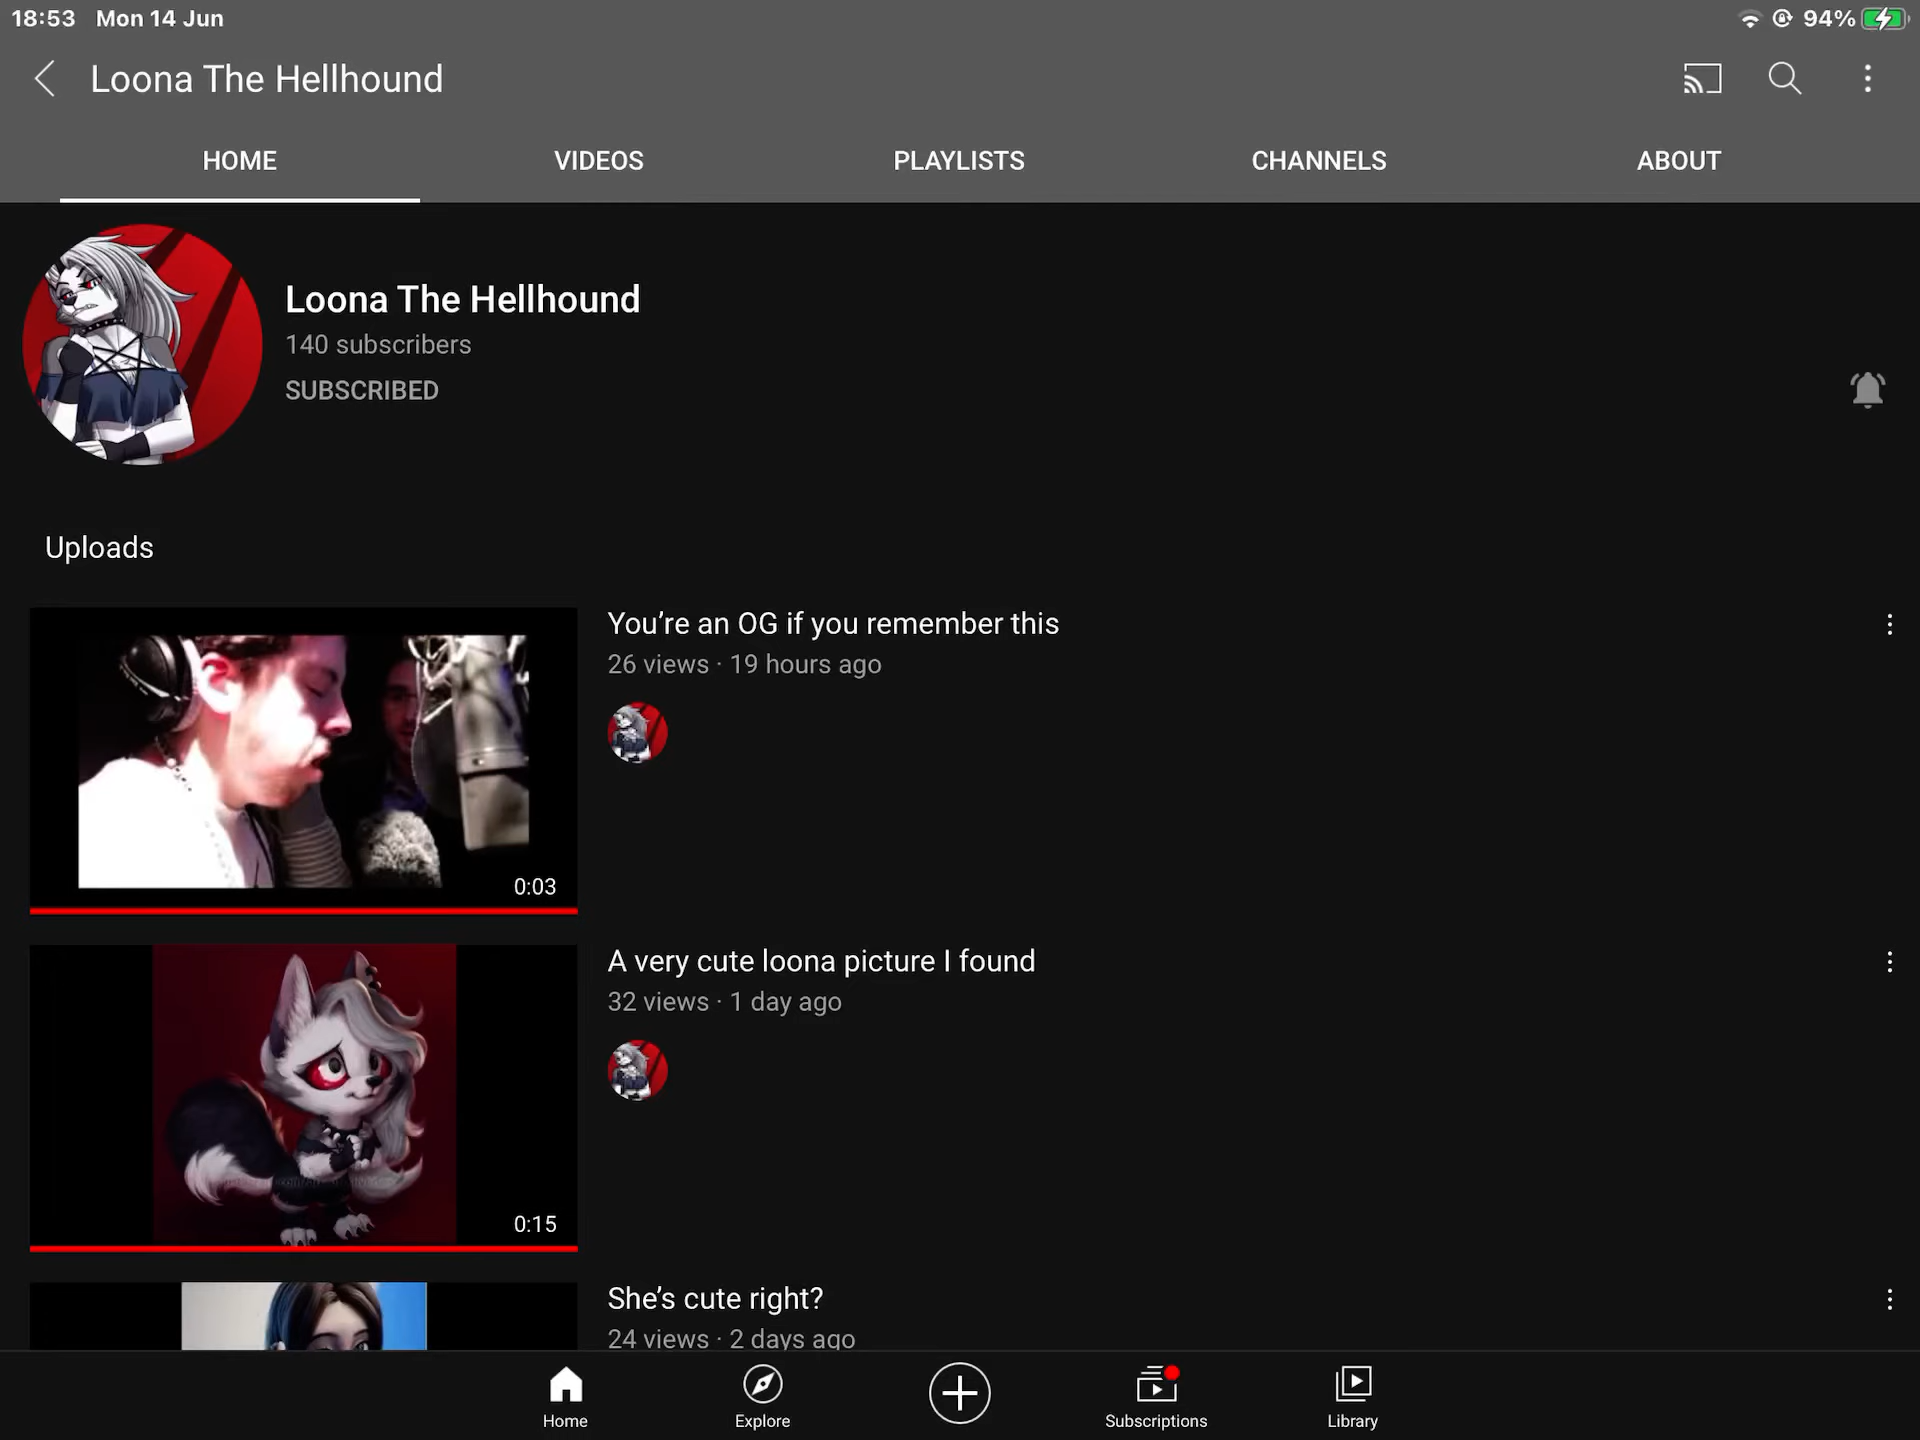 18:53 Mon 14 Jun
94%
Loona The Hellhound
HOME VIDEOS PLAYLISTS CHANNELS ABOUT
Loona The Hellhound
140 subscribers
SUBSCRIBED
Uploads
You’re an OG if you remember this
26 views · 19 hours ago
0:03
A very cute loona picture I found
32 views · 1 day ago
0:15
She’s cute right?
24 views · 2 days ago
Home Explore Subscriptions Library